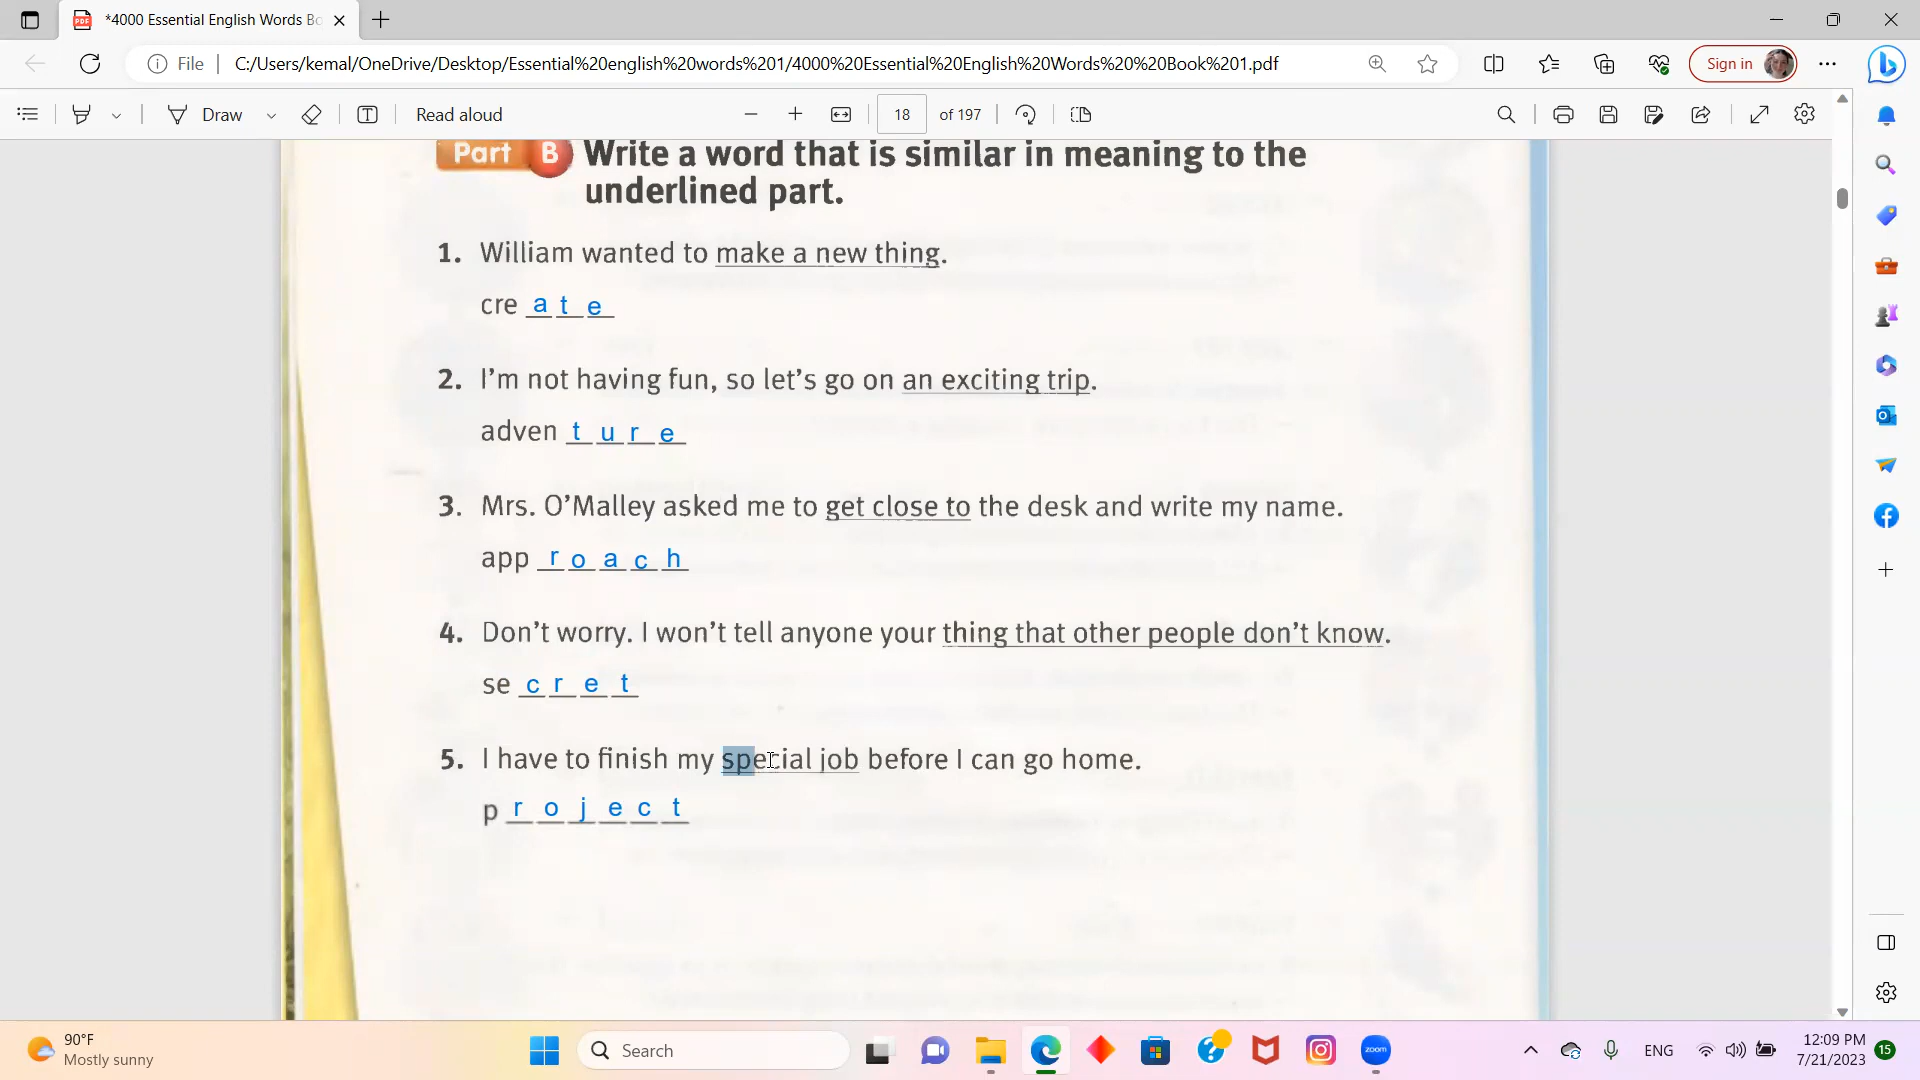 *4000 Essential English Words Bo
File
C:/Users/kemal/OneDrive/Desktop/Essential%20english%20words%201/4000%20Essential%20English%20Words%20%20Book%201.pdf
Sign in
Draw
Read aloud
18 of 197
Part B Write a word that is similar in meaning to the
underlined part.
1. William wanted to make a new thing.
cre a t e
2. I'm not having fun, so let's go on an exciting trip.
adven t u r e
3. Mrs. O'Malley asked me to get close to the desk and write my name.
app r o a c h
4. Don't worry. I won't tell anyone your thing that other people don't know.
se c r e t
5. I have to finish my special job before I can go home.
p r o j e c t
90°F
Mostly sunny
Search
zoom
ENG
12:09 PM
7/21/2023
15